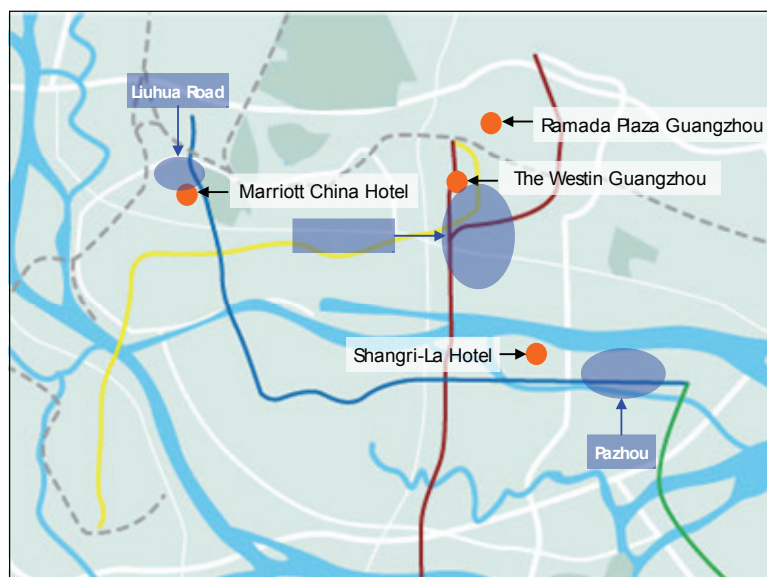 Liuhua Road
Ramada Plaza Guangzhou
The Westin Guangzhou
Marriott China Hotel
Shangri-La Hotel
Pazhou